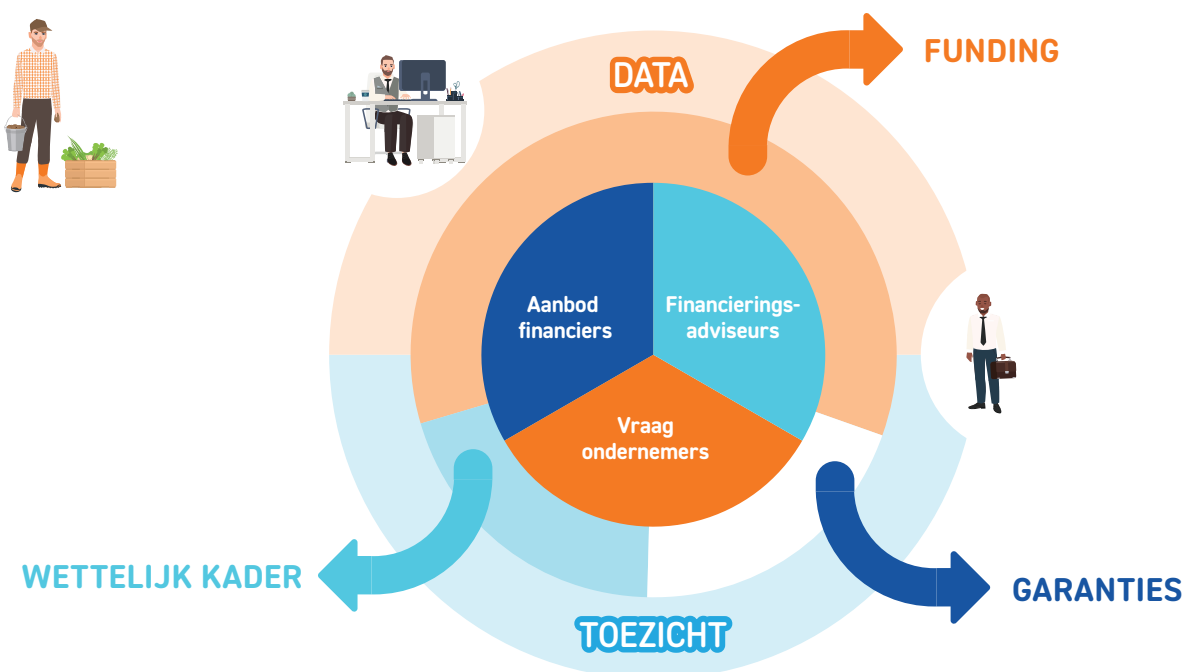 DATA
FUNDING
Aanbod
financiers
Financierings-
adviseurs
Vraag
ondernemers
WETTELIJK KADER
GARANTIES
TOEZICHT